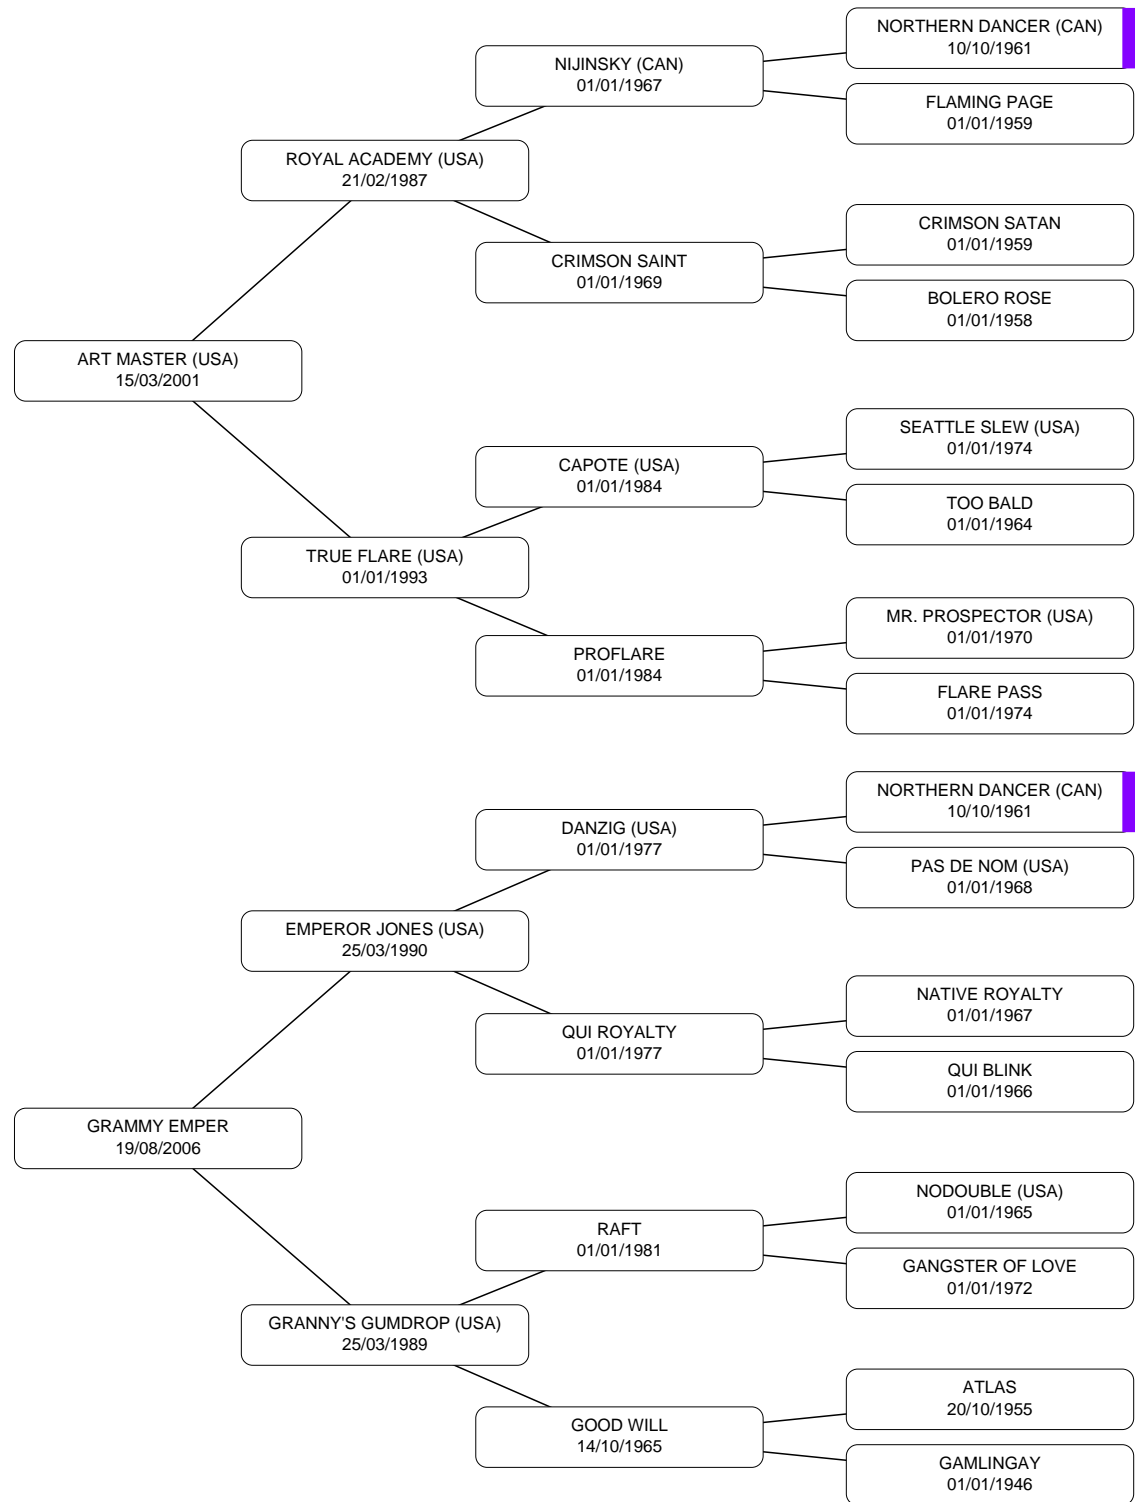 NORTHERN DANCER (CAN)
10/10/1961
NIJINSKY (CAN)
01/01/1967
FLAMING PAGE
01/01/1959
ROYAL ACADEMY (USA)
21/02/1987
CRIMSON SATAN
01/01/1959
CRIMSON SAINT
01/01/1969
BOLERO ROSE
01/01/1958
ART MASTER (USA)
15/03/2001
SEATTLE SLEW (USA)
01/01/1974
CAPOTE (USA)
01/01/1984
TOO BALD
01/01/1964
TRUE FLARE (USA)
01/01/1993
MR. PROSPECTOR (USA)
01/01/1970
PROFLARE
01/01/1984
FLARE PASS
01/01/1974
NORTHERN DANCER (CAN)
10/10/1961
DANZIG (USA)
01/01/1977
PAS DE NOM (USA)
01/01/1968
EMPEROR JONES (USA)
25/03/1990
NATIVE ROYALTY
01/01/1967
QUI ROYALTY
01/01/1977
QUI BLINK
01/01/1966
GRAMMY EMPER
19/08/2006
NODOUBLE (USA)
01/01/1965
RAFT
01/01/1981
GANGSTER OF LOVE
01/01/1972
GRANNY'S GUMDROP (USA)
25/03/1989
ATLAS
20/10/1955
GOOD WILL
14/10/1965
GAMLINGAY
01/01/1946